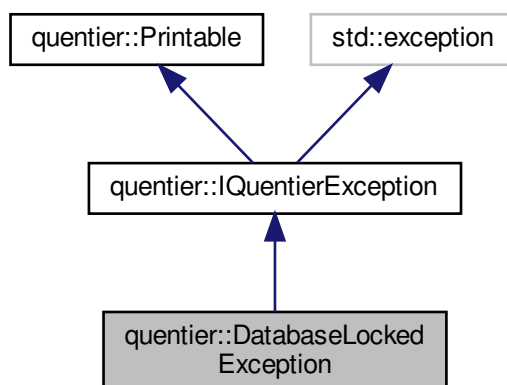 quentier::Printable
std::exception
quentier::IQuentierException
quentier::DatabaseLocked
Exception